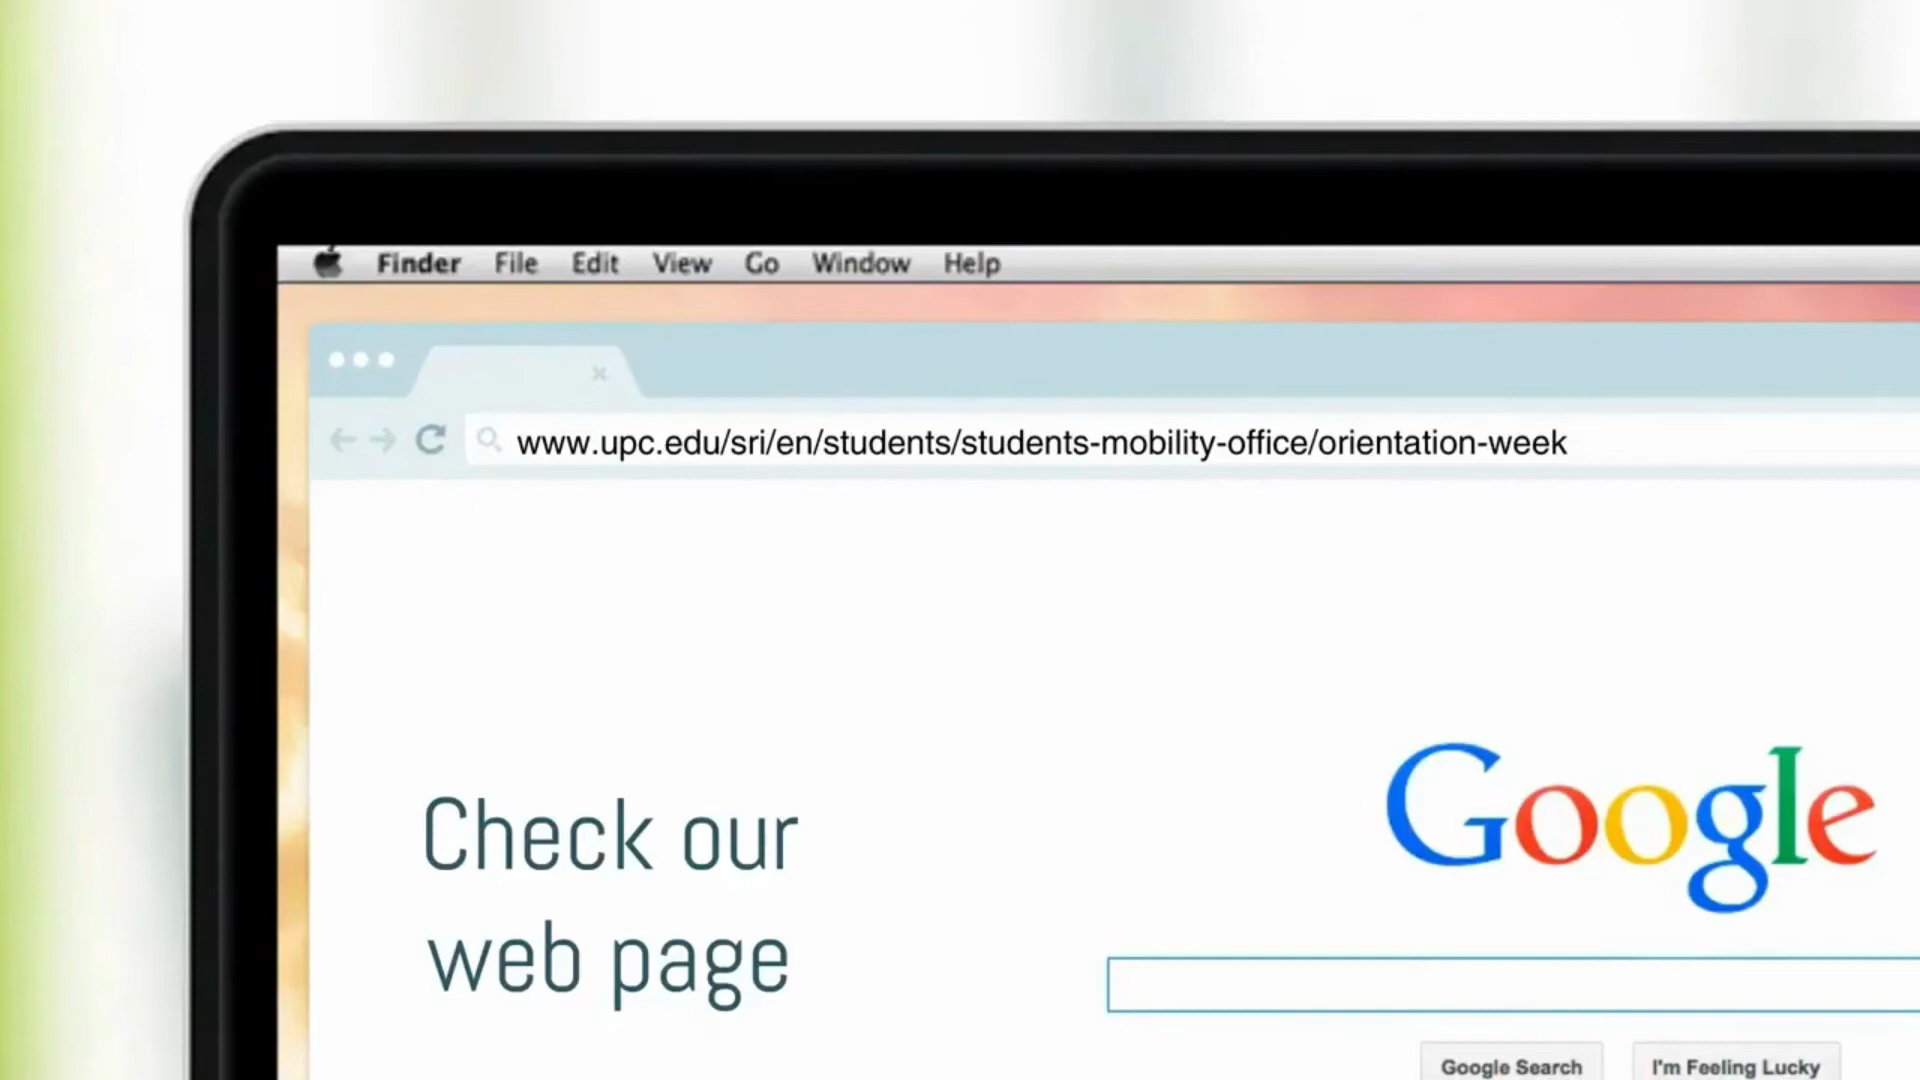 Finder File Edit View Go Window Help
www.upc.edu/sri/en/students/students-mobility-office/orientation-week
Google
Check our
web page
Google Search I'm Feeling Lucky